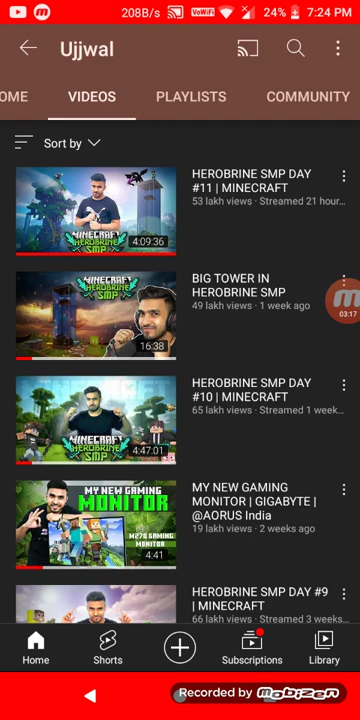 208B/s VoWiFi 24% 7:24 PM
Ujjwal
OME VIDEOS PLAYLISTS COMMUNITY
Sort by
MINECRAFT
HEROBRINE
SMP
4:09:36
HEROBRINE SMP DAY
#11 | MINECRAFT
53 lakh views · Streamed 21 hour...
MINECRAFT
HEROBRINE
SMP
16:38
BIG TOWER IN
HEROBRINE SMP
49 lakh views · 1 week ago
03:17
MINECRAFT
HEROBRINE
SMP
4:47:01
HEROBRINE SMP DAY
#10 | MINECRAFT
65 lakh views · Streamed 1 week...
MY NEW GAMING
MONITOR
M27Q GAMING
MONITOR
4:41
MY NEW GAMING
MONITOR | GIGABYTE |
@AORUS India
19 lakh views · 2 weeks ago
HEROBRINE SMP DAY #9
| MINECRAFT
66 lakh views · Streamed 3 weeks...
Home Shorts Subscriptions Library
Recorded by mobizen